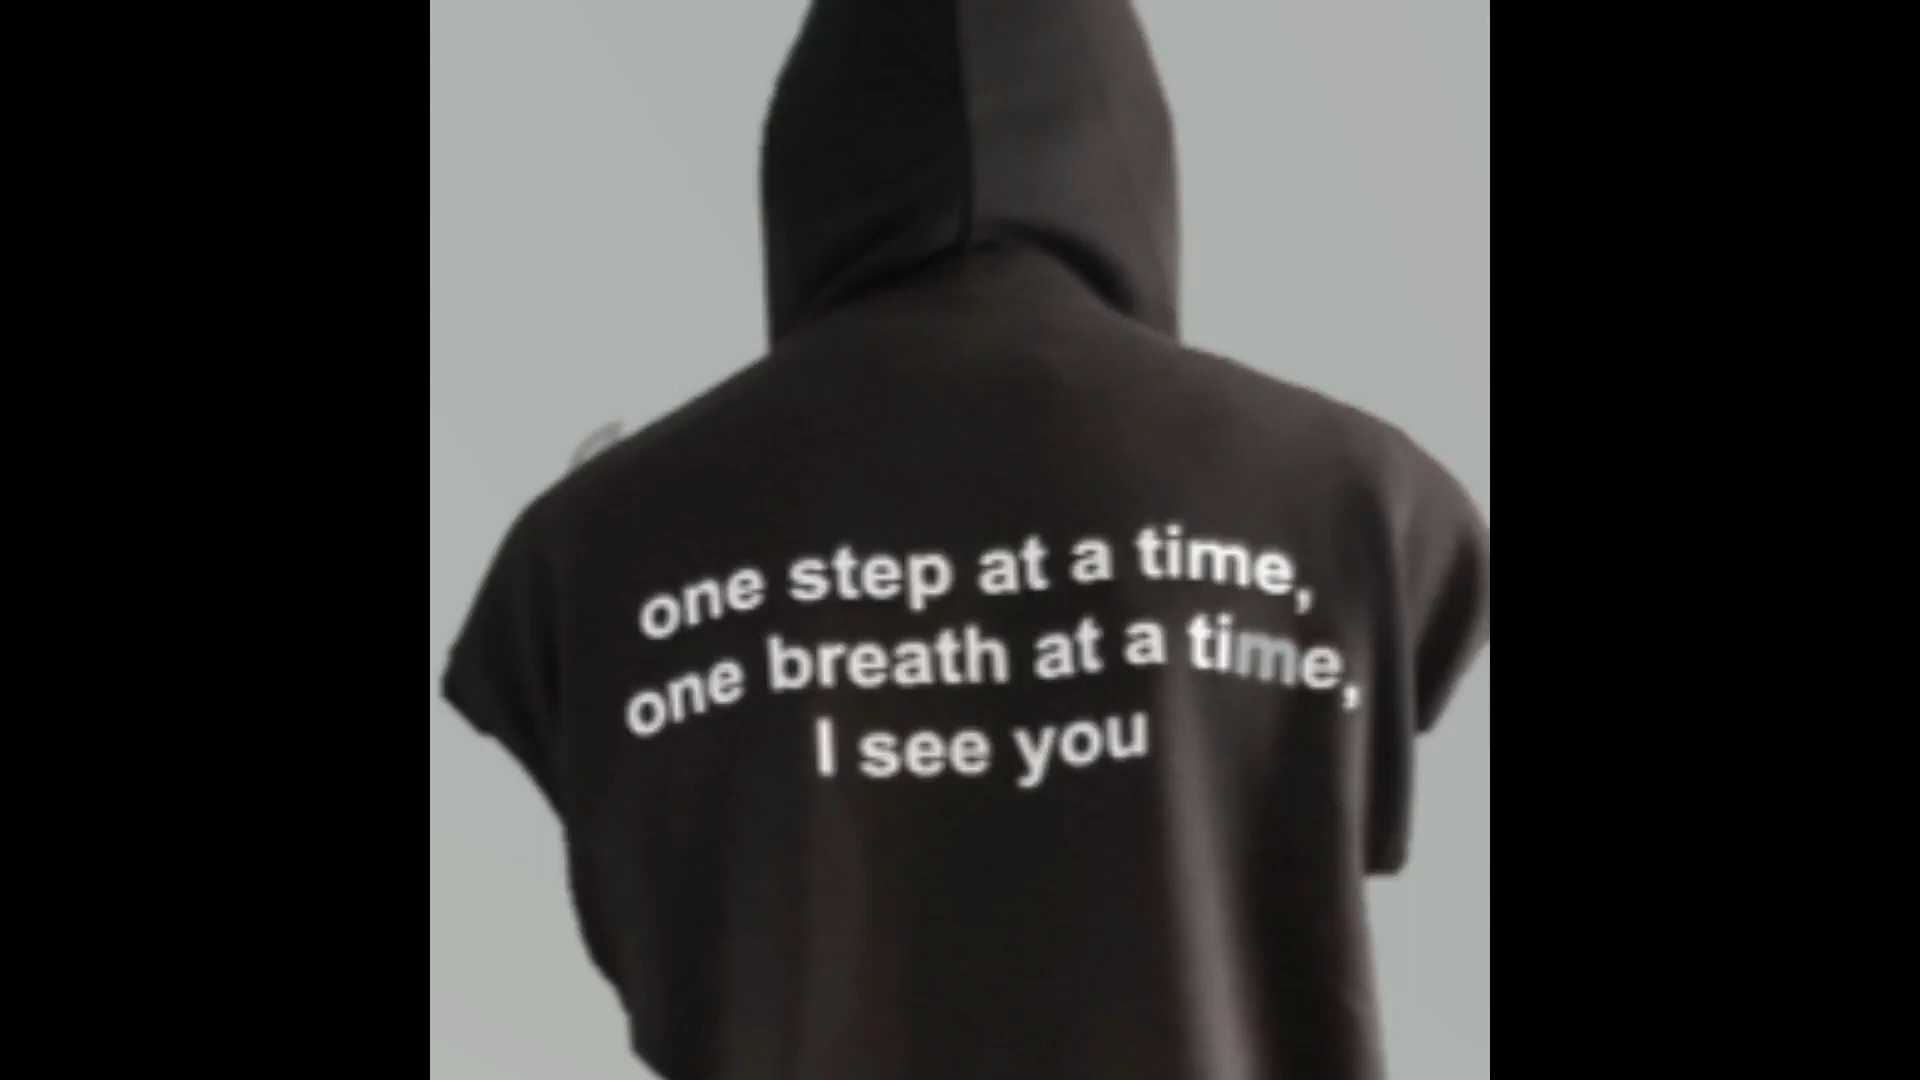 one step at a time,
one breath at a time,
I see you